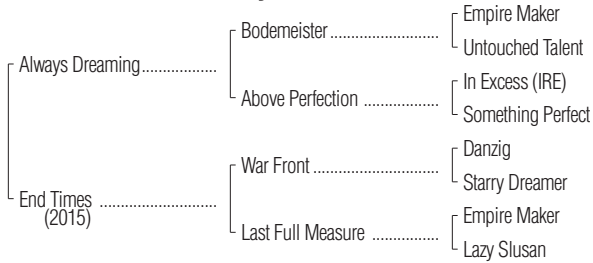 Empire Maker
Bodemeister
Untouched Talent
Always Dreaming
In Excess (IRE)
Above Perfection
Something Perfect
Danzig
War Front
Starry Dreamer
End Times
(2015)
Empire Maker
Last Full Measure
Lazy Slusan